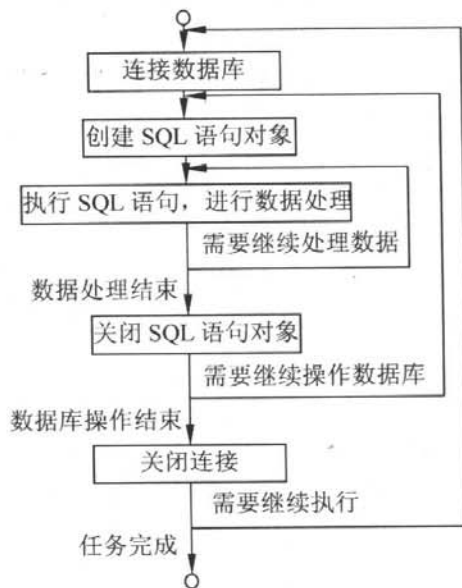 连接数据库
创建 SQL 语句对象
执行 SQL 语句，进行数据处理
需要继续处理数据
数据处理结束
关闭 SQL 语句对象
需要继续操作数据库
数据库操作结束
关闭连接
需要继续执行
任务完成